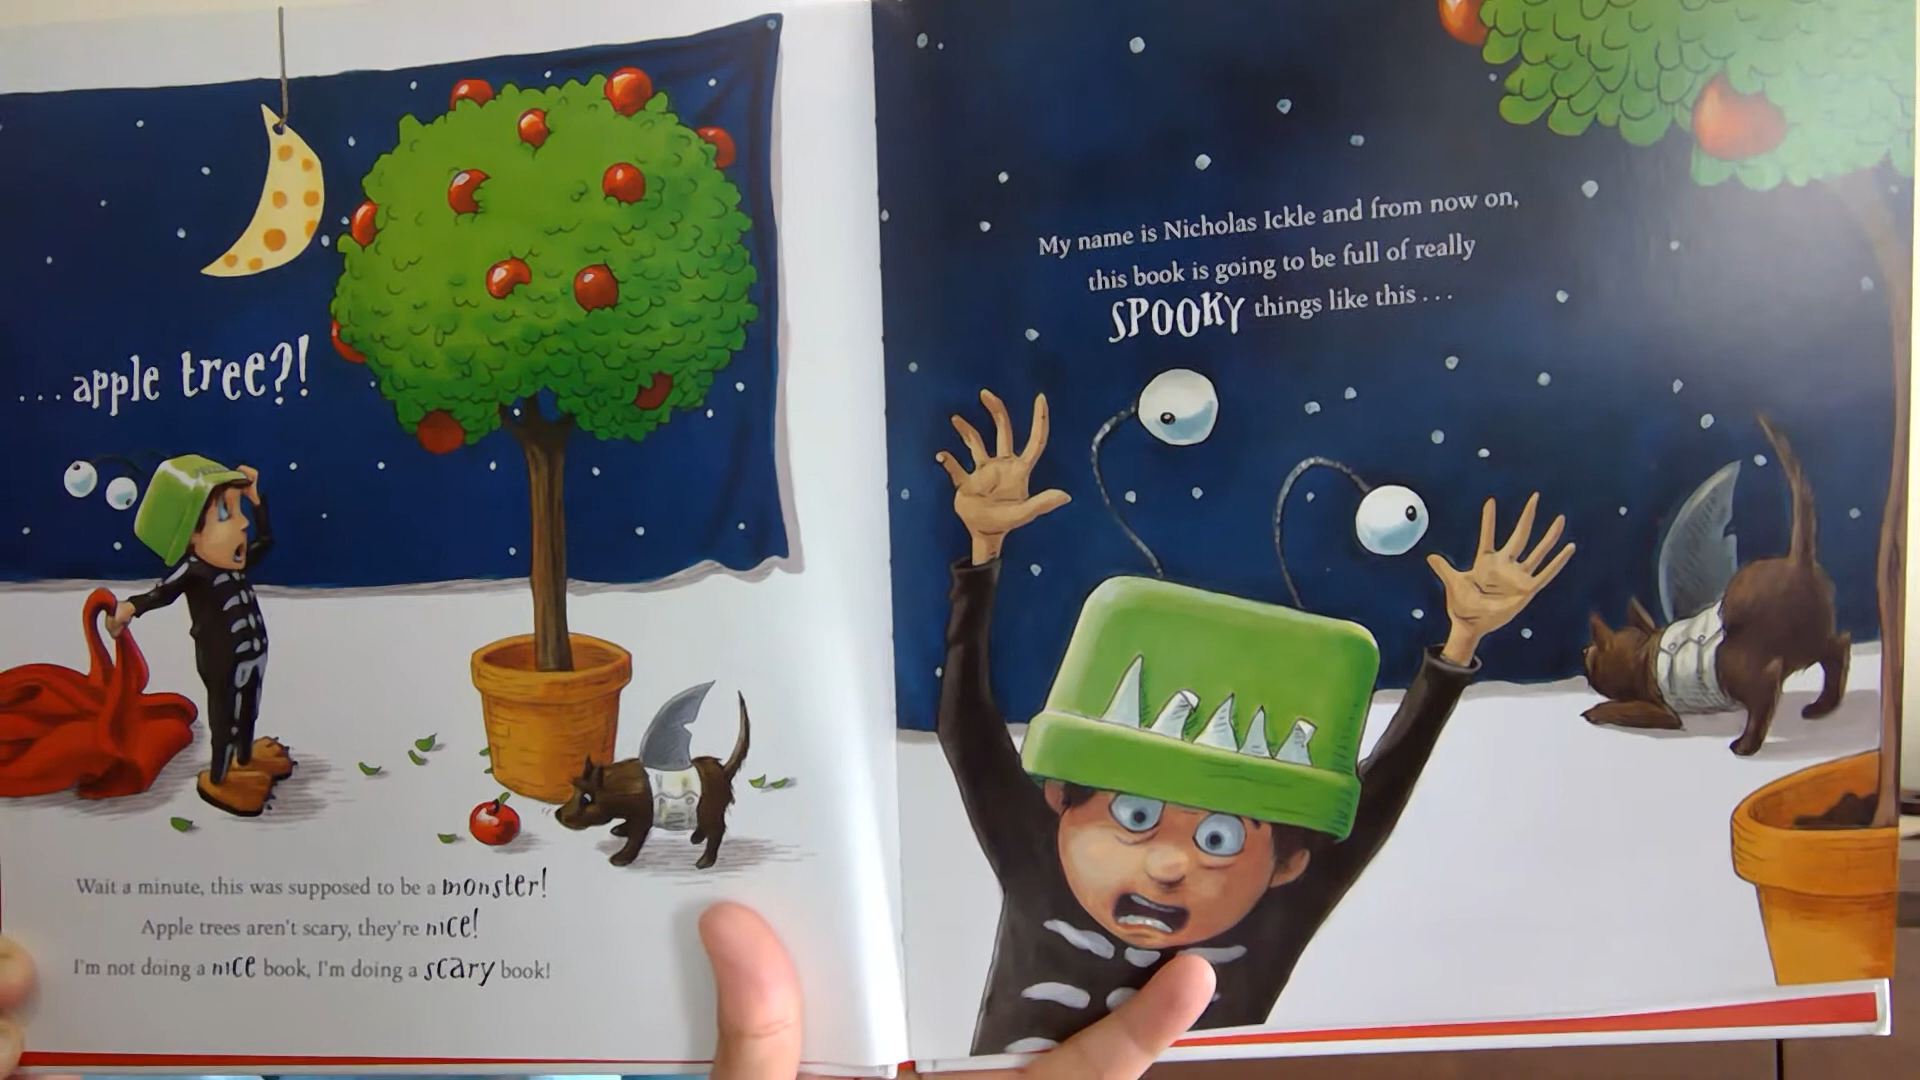 . . . apple tree?!
Wait a minute, this was supposed to be a monster!
Apple trees aren't scary, they're nice!
I'm not doing a nice book, I'm doing a scary book!
My name is Nicholas Ickle and from now on,
this book is going to be full of really
SPOOKY things like this . . .